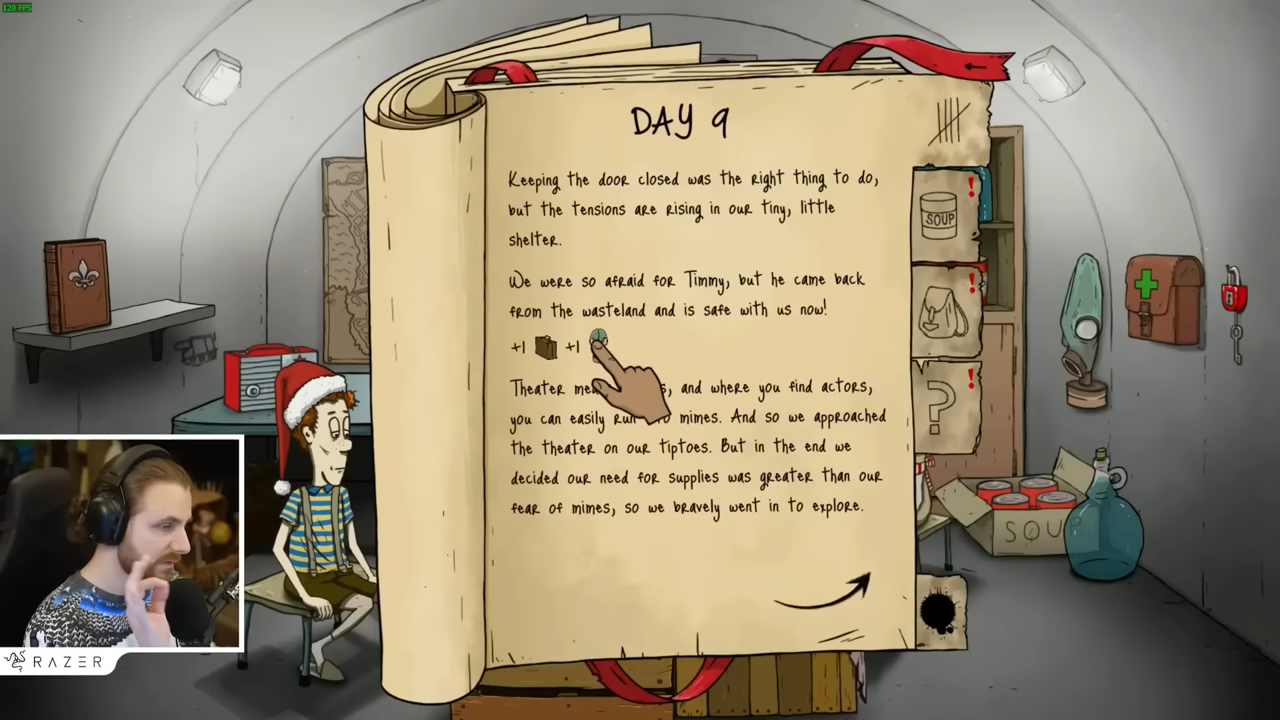 120 FPS
DAY 9
Keeping the door closed was the right thing to do,
but the tensions are rising in our tiny, little
shelter.
We were so afraid for Timmy, but he came back
from the wasteland and is safe with us now!
+1 +1
Theater , and where you find actors,
you can easily run mimes. And so we approached
the theater on our tiptoes. But in the end we
decided our need for supplies was greater than our
fear of mimes, so we bravely went in to explore.
SOUP
?
SOU
RAZER